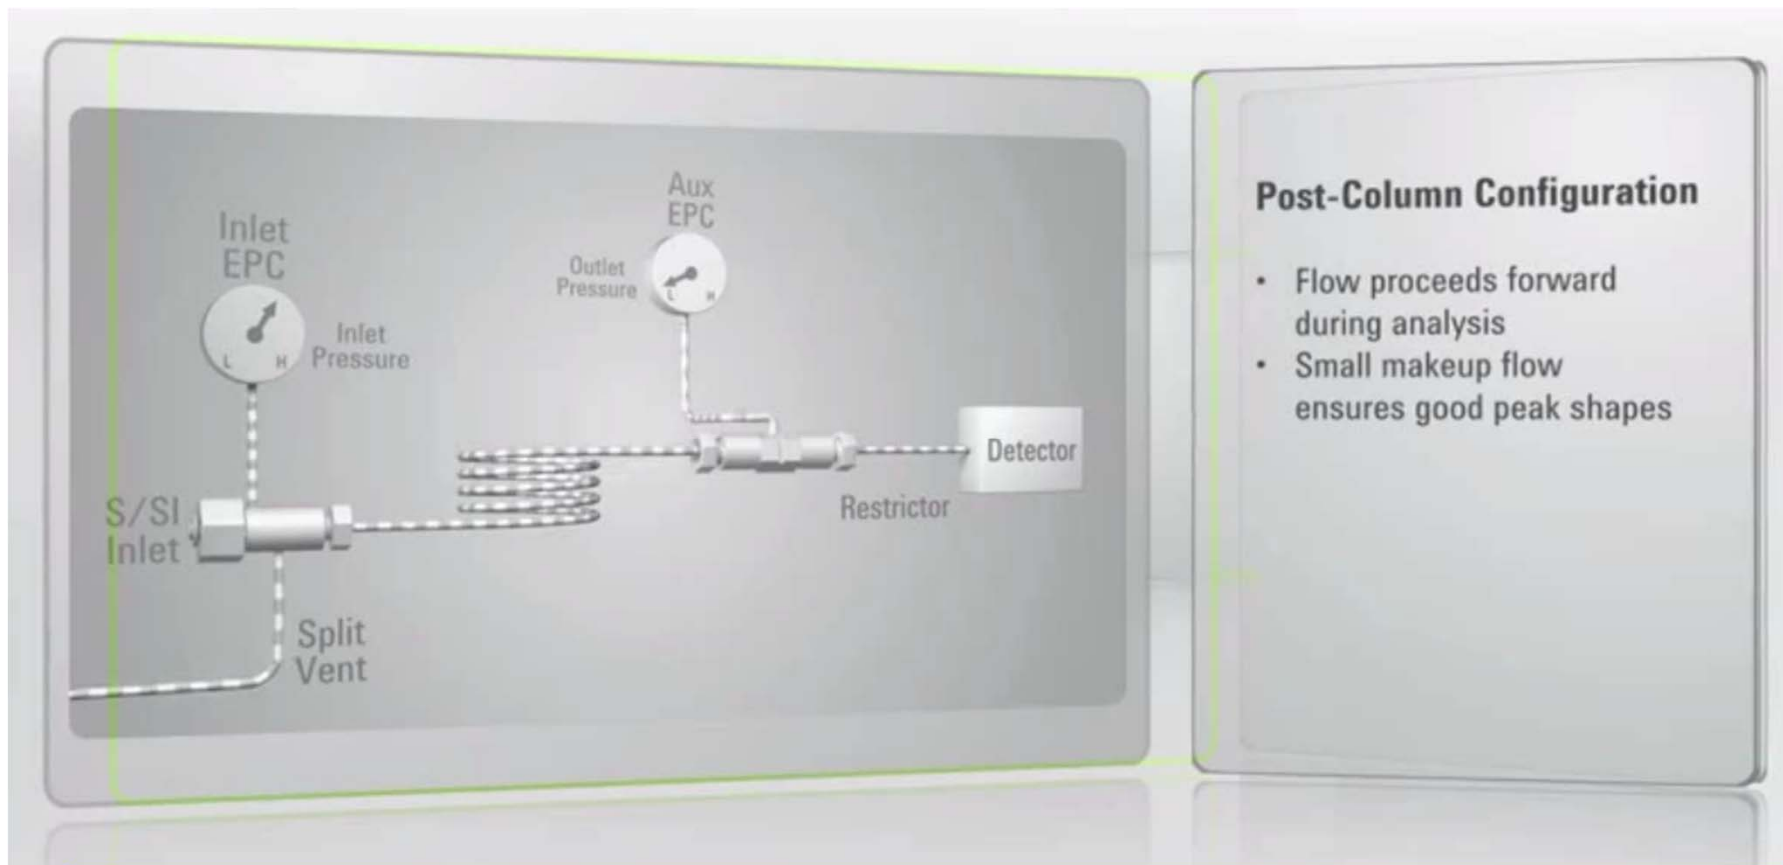 Inlet
EPC
L H
Inlet
Pressure
Aux
EPC
Outlet
Pressure
L H
S/SI
Inlet
Split
Vent
Restrictor
Detector
Post-Column Configuration
• Flow proceeds forward
during analysis
• Small makeup flow
ensures good peak shapes